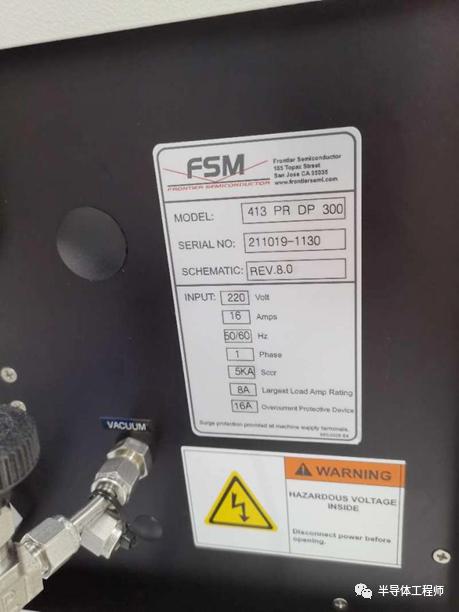 FSM
FRONTIER SEMICONDUCTOR
Frontier Semiconductor
165 Topaz Street
San Jose CA 95035
www.frontiersemi.com
MODEL: 413 PR DP 300
SERIAL NO: 211019-1130
SCHEMATIC: REV.8.0
INPUT: 220 Volt
16 Amps
50/60 Hz
1 Phase
5KA Sccr
8A Largest Load Amp Rating
16A Overcurrent Protective Device
Surge protection provided at machine supply terminals.
VACUUM
WARNING
HAZARDOUS VOLTAGE
INSIDE
Disconnect power before
opening.
半导体工程师